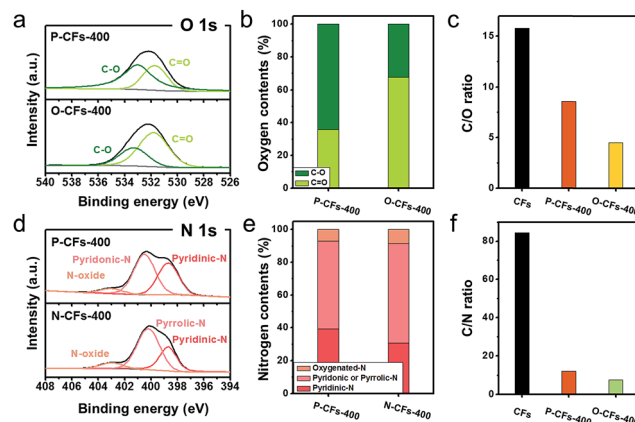 a
O 1s
P-CFs-400
C-O
C=O
O-CFs-400
C-O
C=O
Intensity (a.u.)
540 538 536 534 532 530 528 526
Binding energy (eV)
b
Oxygen contents (%)
100
80
60
40
20
0
C-O
C=O
P-CFs-400
O-CFs-400
c
C/O ratio
15
10
5
0
CFs
P-CFs-400
O-CFs-400
d
N 1s
P-CFs-400
Pyridonic-N
Pyridinic-N
N-oxide
N-CFs-400
Pyrrolic-N
N-oxide
Pyridinic-N
Intensity (a.u.)
408 406 404 402 400 398 396 394
Binding energy (eV)
e
Nitrogen contents (%)
100
80
60
40
20
0
Oxygenated-N
Pyridonic or Pyrrolic-N
Pyridinic-N
P-CFs-400
N-CFs-400
f
C/N ratio
80
60
40
20
0
CFs
P-CFs-400
O-CFs-400